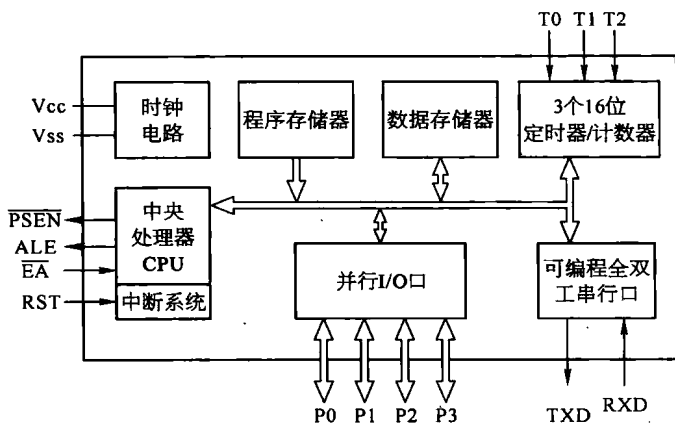 T0 T1 T2
Vcc
Vss
时钟
电路
程序存储器
数据存储器
3个16位
定时器/计数器
PSEN
ALE
EA
RST
中央
处理器
CPU
中断系统
并行I/O口
可编程全双
工串行口
P0 P1 P2 P3
TXD
RXD